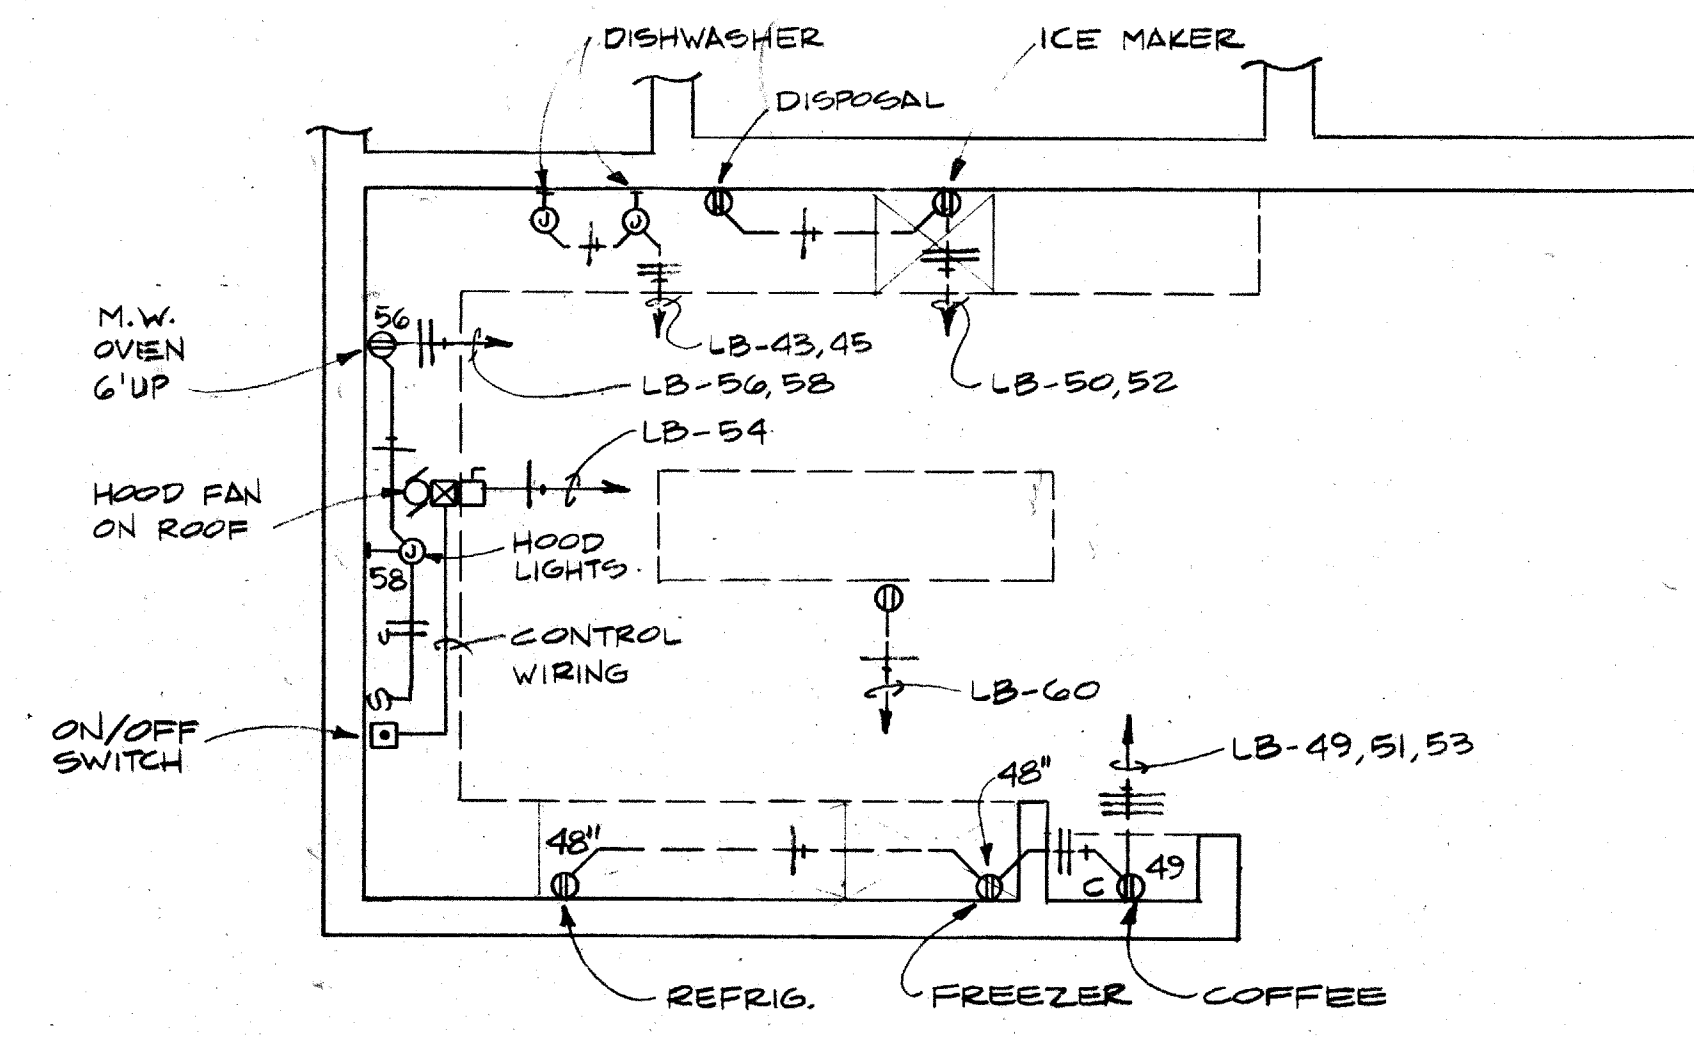 DISHWASHER
ICE MAKER
DISPOSAL
J
J
M.W.
OVEN
6'UP
56
LB-43,45
LB-56,58
LB-50,52
LB-54
HOOD FAN
ON ROOF
J
HOOD
LIGHTS.
58
CONTROL
WIRING
S
LB-60
ON/OFF
SWITCH
LB-49,51,53
48"
48"
49
C
REFRIG.
FREEZER
COFFEE